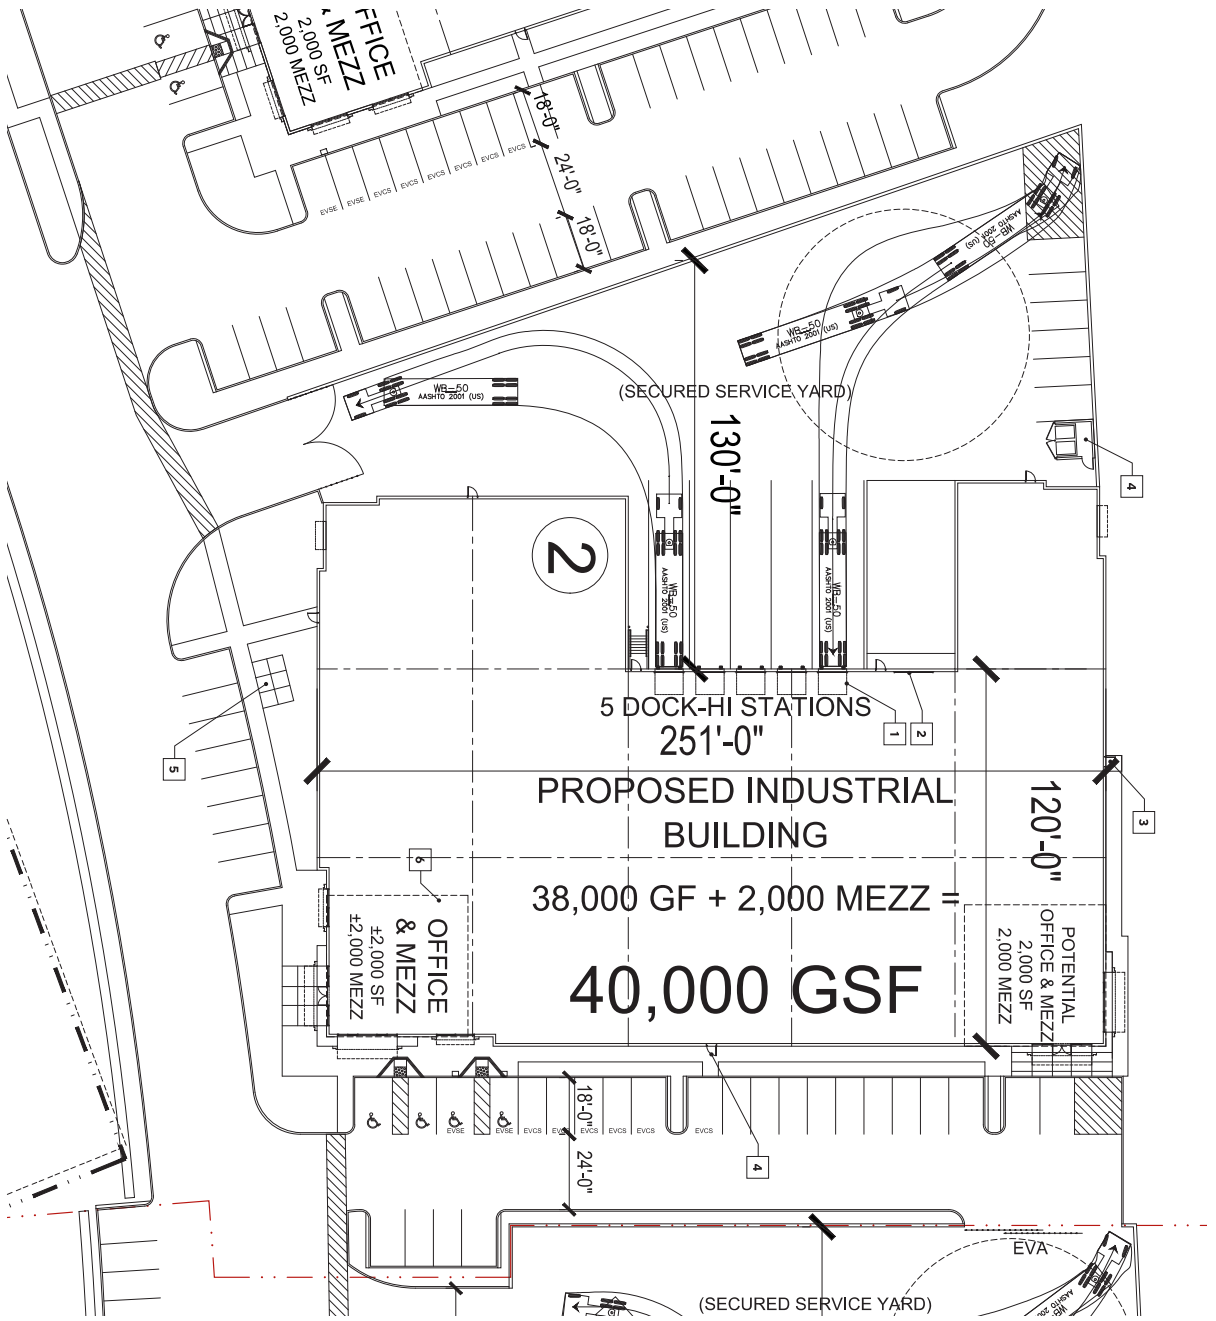 OFFICE
& MEZZ
2,000 SF
2,000 MEZZ
18'-0"
24'-0"
18'-0"
EVSE
EVSE
EVCS
EVCS
EVCS
EVCS
EVCS
EVCS
WB-50
AASHTO 2001 (US)
WB-50
AASHTO 2001 (US)
WB-50
AASHTO 2001 (US)
(SECURED SERVICE YARD)
130'-0"
4
2
WB-50
AASHTO 2001 (US)
WB-50
AASHTO 2001 (US)
5 DOCK-HI STATIONS
1
2
251'-0"
5
3
PROPOSED INDUSTRIAL
BUILDING
120'-0"
38,000 GF + 2,000 MEZZ =
40,000 GSF
6
OFFICE
& MEZZ
±2,000 SF
±2,000 MEZZ
POTENTIAL
OFFICE & MEZZ
2,000 SF
2,000 MEZZ
18'-0"
EVSE
EVSE
EVCS
EVCS
EVCS
EVCS
EVCS
24'-0"
4
EVA
(SECURED SERVICE YARD)